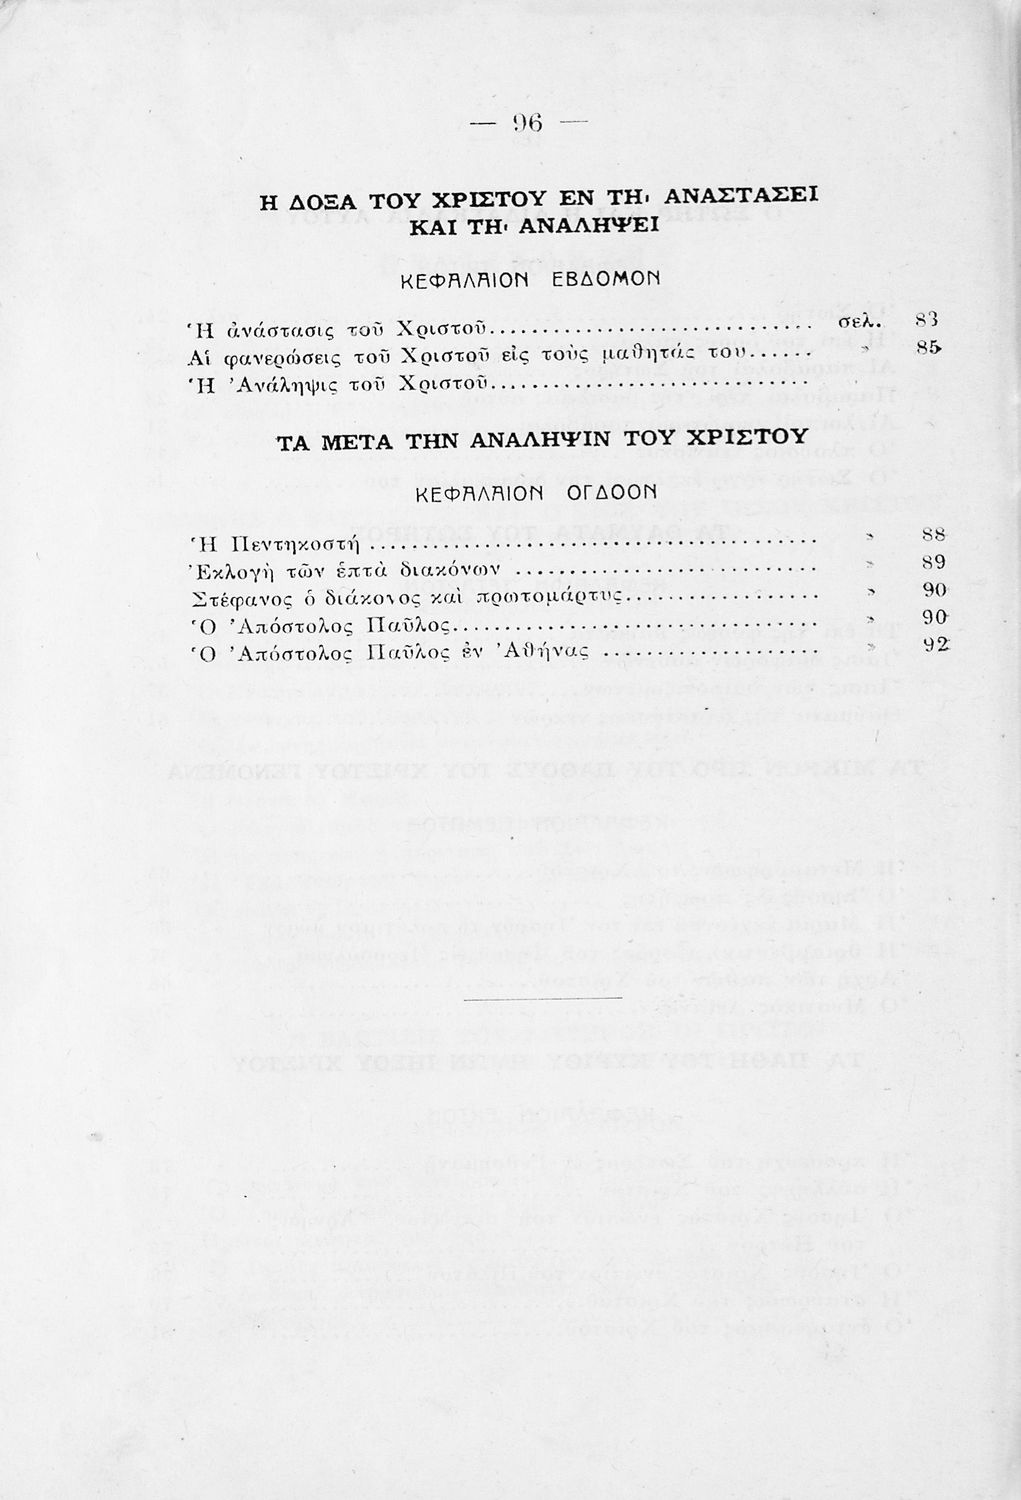 — 96 —
Η ΔΟΞΑ ΤΟΥ ΧΡΙΣΤΟΥ ΕΝ ΤΗι ΑΝΑΣΤΑΣΕΙ
ΚΑΙ ΤΗι ΑΝΑΛΗΨΕΙ
ΚΕΦΑΛΑΙΟΝ ΕΒΔΟΜΟΝ
Ἡ ἀνάστασις τοῦ Χριστοῦ.............................. σελ. 83
Αἱ φανερώσεις τοῦ Χριστοῦ εἰς τοὺς μαθητάς του...... » 85
Ἡ Ἀνάληψις τοῦ Χριστοῦ..............................
ΤΑ ΜΕΤΑ ΤΗΝ ΑΝΑΛΗΨΙΝ ΤΟΥ ΧΡΙΣΤΟΥ
ΚΕΦΑΛΑΙΟΝ ΟΓΔΟΟΝ
Ἡ Πεντηκοστή.............................. » 88
Ἐκλογὴ τῶν ἑπτὰ διακόνων .............................. » 89
Στέφανος ὁ διάκονος καὶ πρωτομάρτυς.................. » 90
Ὁ Ἀπόστολος Παῦλος.............................. » 90
Ὁ Ἀπόστολος Παῦλος ἐν Ἀθήνας .................... » 92